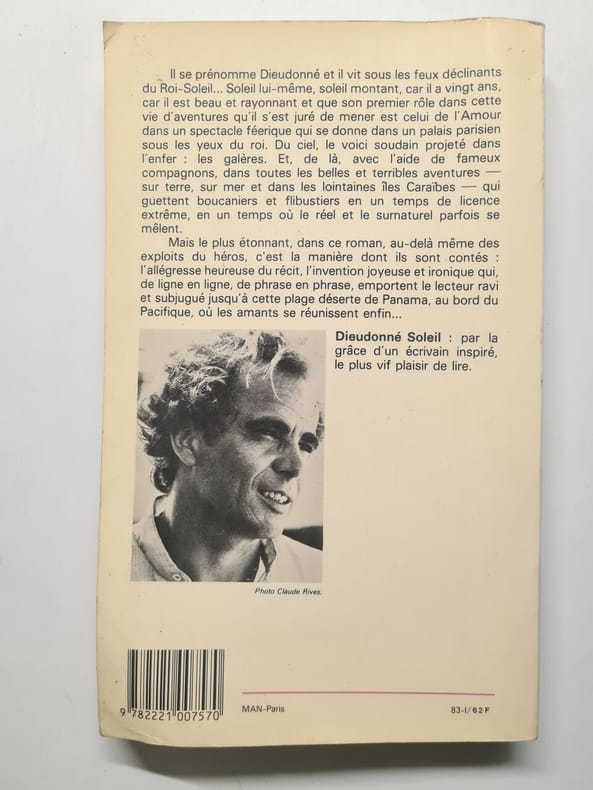 Il se prénomme Dieudonné et il vit sous les feux déclinants
du Roi-Soleil... Soleil lui-même, soleil montant, car il a vingt ans,
car il est beau et rayonnant et que son premier rôle dans cette
vie d'aventures qu'il s'est juré de mener est celui de l'Amour
dans un spectacle féerique qui se donne dans un palais parisien
sous les yeux du roi. Du ciel, le voici soudain projeté dans
l'enfer : les galères. Et, de là, avec l'aide de fameux
compagnons, dans toutes les belles et terribles aventures —
sur terre, sur mer et dans les lointaines îles Caraïbes — qui
guettent boucaniers et flibustiers en un temps de licence
extrême, en un temps où le réel et le surnaturel parfois se
mêlent.
Mais le plus étonnant, dans ce roman, au-delà même des
exploits du héros, c'est la manière dont ils sont contés :
l'allégresse heureuse du récit, l'invention joyeuse et ironique qui,
de ligne en ligne, de phrase en phrase, emportent le lecteur ravi
et subjugué jusqu'à cette plage déserte de Panama, au bord du
Pacifique, où les amants se réunissent enfin...
Dieudonné Soleil : par la
grâce d'un écrivain inspiré,
le plus vif plaisir de lire.
Photo Claude Rives.
9 782221 007570
MAN-Paris
83-I/62 F